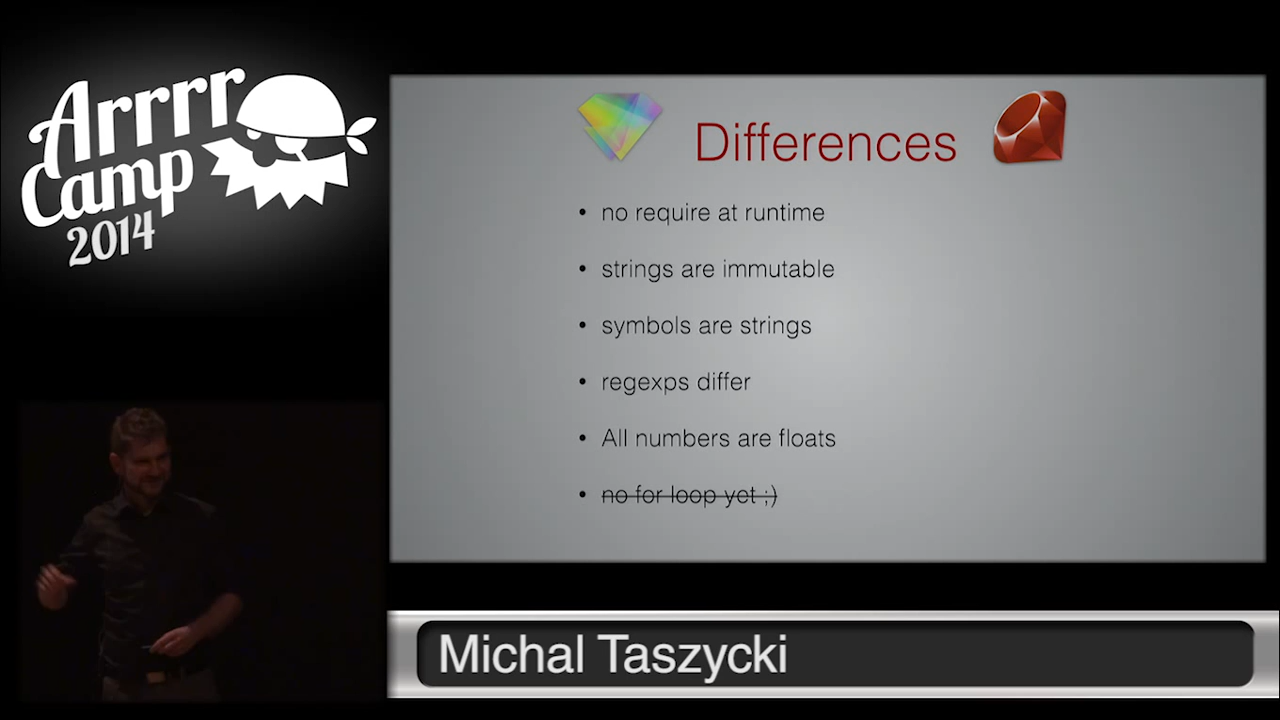 Arrrr
Camp
2014
Differences
• no require at runtime
• strings are immutable
• symbols are strings
• regexps differ
• All numbers are floats
• no for loop yet ;)
Michal Taszycki